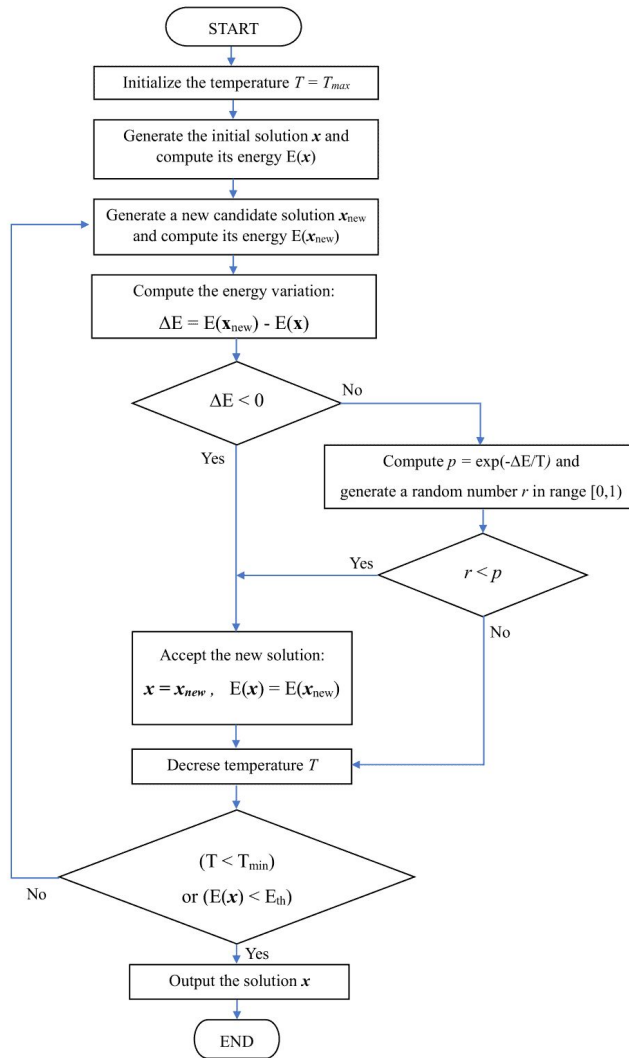 START
Initialize the temperature T = Tmax
Generate the initial solution x and
compute its energy E(x)
Generate a new candidate solution xnew
and compute its energy E(xnew)
Compute the energy variation:
ΔE = E(xnew) - E(x)
ΔE < 0
No
Yes
Compute p = exp(-ΔE/T) and
generate a random number r in range [0,1)
r < p
Yes
No
Accept the new solution:
x = xnew , E(x) = E(xnew)
Decrese temperature T
(T < Tmin)
or (E(x) < Eth)
No
Yes
Output the solution x
END